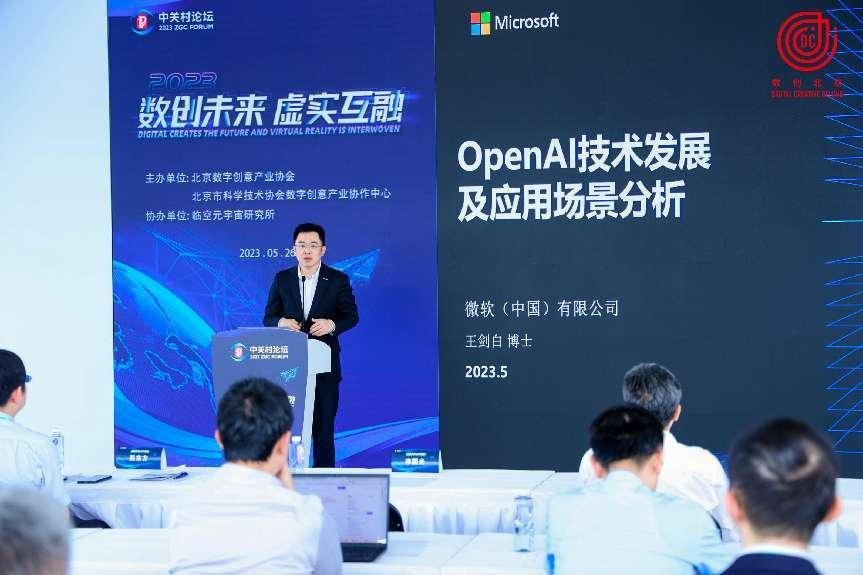 中关村论坛
2023 ZGC FORUM
2023
数创未来 虚实互融
DIGITAL CREATES THE FUTURE AND VIRTUAL REALITY IS INTERWOVEN
主办单位: 北京数字创意产业协会
北京市科学技术协会数字创意产业协作中心
协办单位: 临空元宇宙研究所
2023.05.26
Microsoft
DC
数创北京
DIGITAL CREATIVE BEIJING
OpenAI技术发展
及应用场景分析
微软（中国）有限公司
王剑白 博士
2023.5
中关村论坛
2023 ZGC FORUM